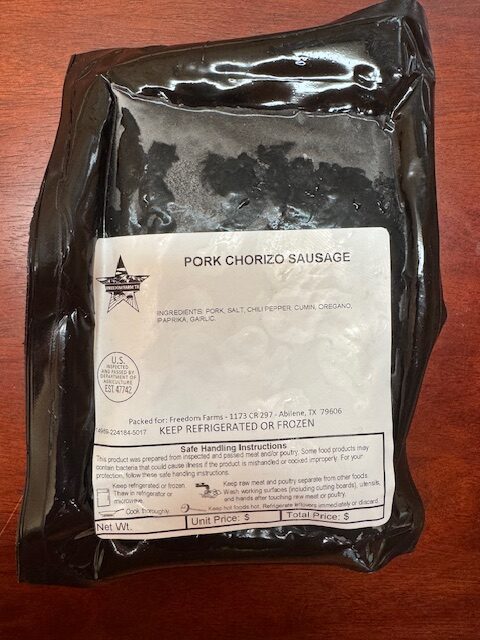 PORK CHORIZO SAUSAGE
INGREDIENTS: PORK, SALT, CHILI PEPPER, CUMIN, OREGANO,
PAPRIKA, GARLIC.
U.S.
INSPECTED
AND PASSED BY
DEPARTMENT OF
AGRICULTURE
EST. 47742
Packed for: Freedom Farms - 1173 CR 297 - Abilene, TX 79606
4969-224184-5017
KEEP REFRIGERATED OR FROZEN
Safe Handling Instructions
This product was prepared from inspected and passed meat and/or poultry. Some food products may
contain bacteria that could cause illness if the product is mishandled or cooked improperly. For your
protection, follow these safe handling instructions.
Keep refrigerated or frozen.
Thaw in refrigerator or
microwave.
Cook thoroughly.
Keep raw meat and poultry separate from other foods.
Wash working surfaces (including cutting boards), utensils,
and hands after touching raw meat or poultry.
Keep hot foods hot. Refrigerate leftovers immediately or discard.
Net Wt.
Unit Price: $
Total Price: $